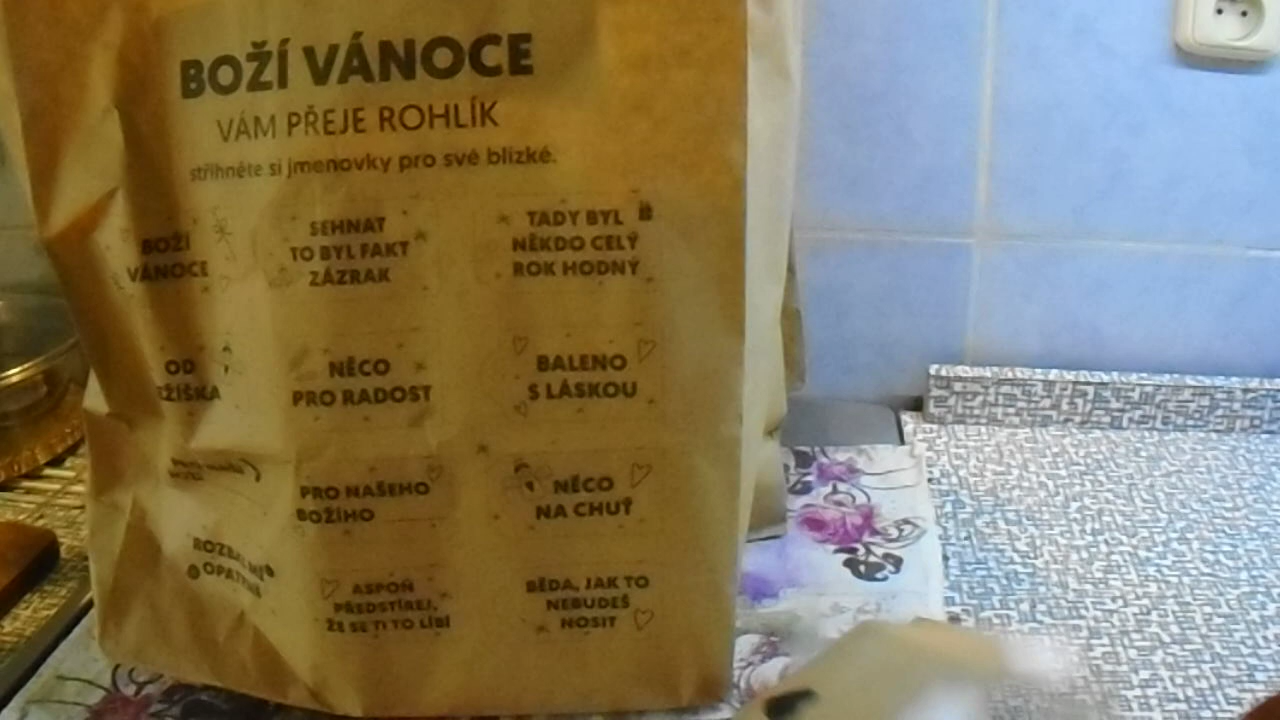 BOŽÍ VÁNOCE
VÁM PŘEJE ROHLÍK
střihněte si jmenovky pro své blízké.
BOŽÍ
VÁNOCE
SEHNAT
TO BYL FAKT
ZÁZRAK
TADY BYL
NĚKDO CELÝ
ROK HODNÝ
OD
NĚCO
PRO RADOST
BALENO
S LÁSKOU
PRO NAŠEHO
BOŽÍHO
NĚCO
NA CHUŤ
ASPOŇ
PŘEDSTÍREJ,
ŽE SE TI TO LÍBÍ
BĚDA, JAK TO
NEBUDEŠ
NOSIT